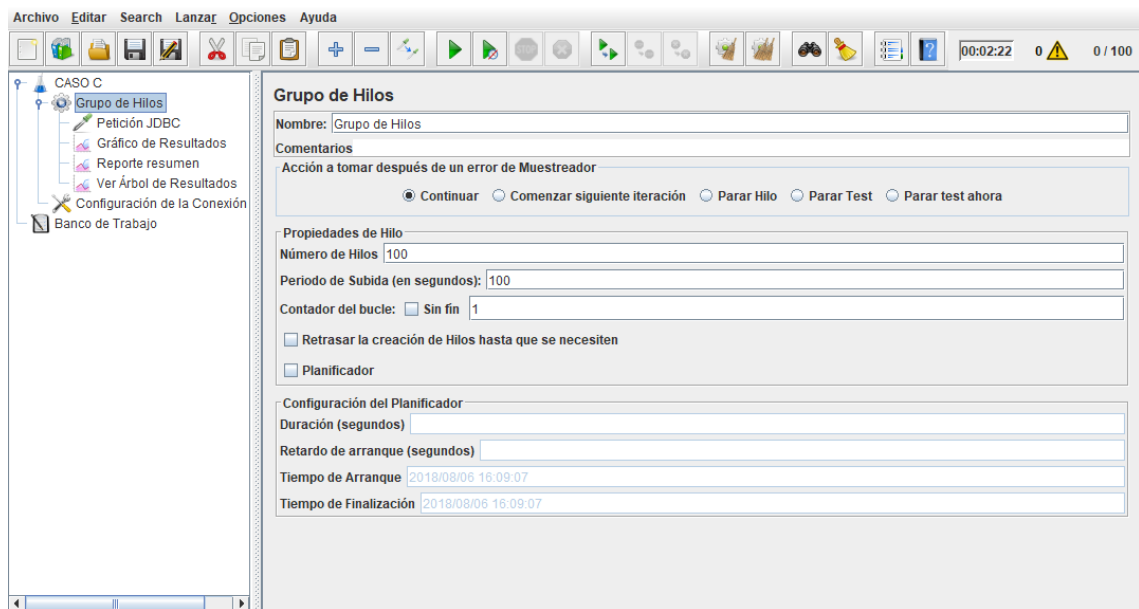 Archivo Editar Search Lanzar Opciones Ayuda
STOP
00:02:22 0 0 / 100
CASO C
Grupo de Hilos
Petición JDBC
Gráfico de Resultados
Reporte resumen
Ver Árbol de Resultados
Configuración de la Conexión
Banco de Trabajo
Grupo de Hilos
Nombre: Grupo de Hilos
Comentarios
Acción a tomar después de un error de Muestreador
Continuar Comenzar siguiente iteración Parar Hilo Parar Test Parar test ahora
Propiedades de Hilo
Número de Hilos 100
Periodo de Subida (en segundos): 100
Contador del bucle: Sin fín 1
Retrasar la creación de Hilos hasta que se necesiten
Planificador
Configuración del Planificador
Duración (segundos)
Retardo de arranque (segundos)
Tiempo de Arranque 2018/08/06 16:09:07
Tiempo de Finalización 2018/08/06 16:09:07